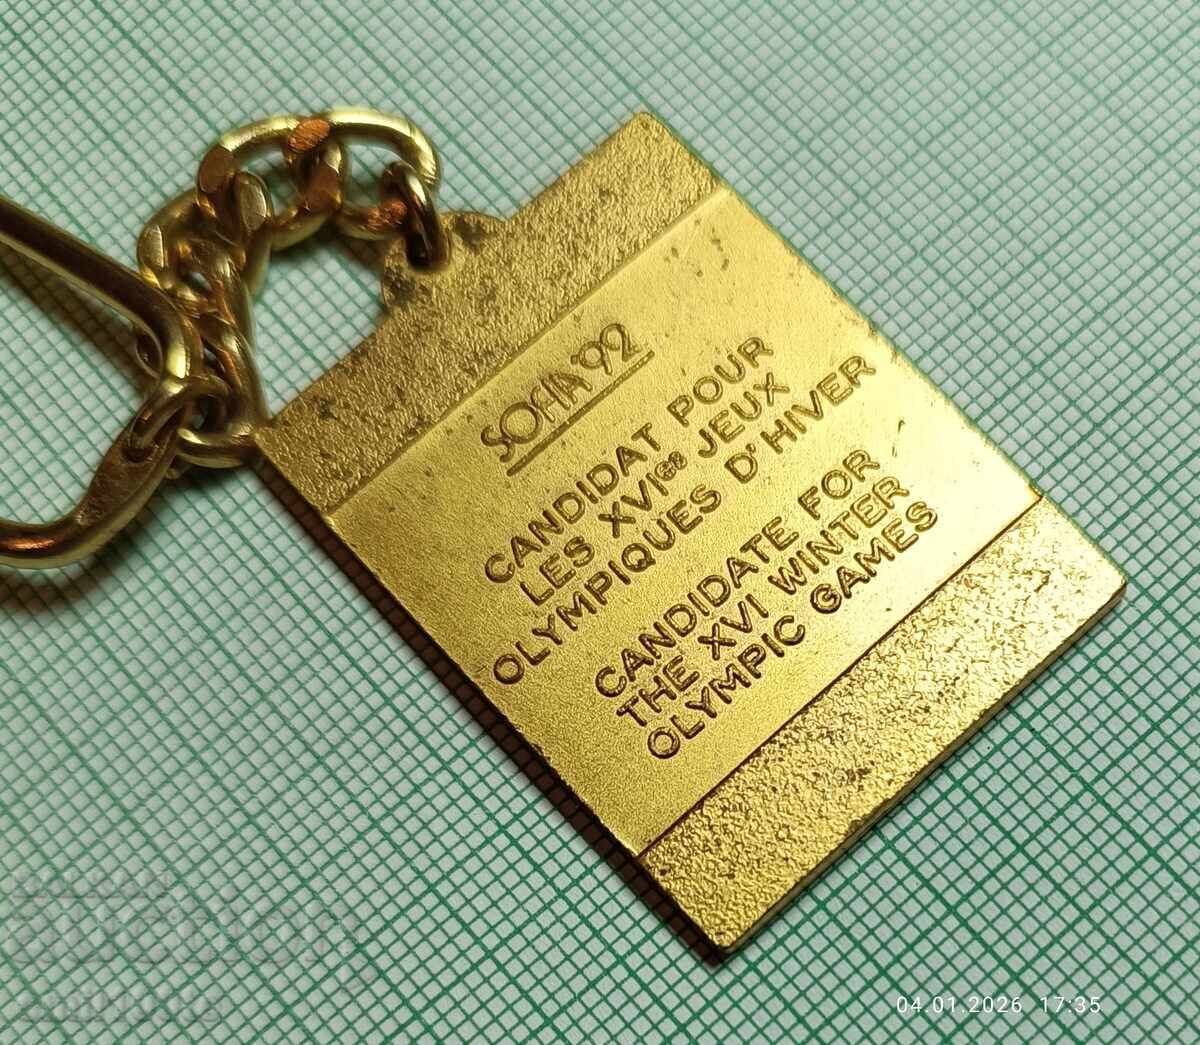 SOFIA '92
CANDIDAT POUR
LES XVIes JEUX
OLYMPIQUES D'HIVER
CANDIDATE FOR
THE XVI WINTER
OLYMPIC GAMES
04.01.2026 17:35